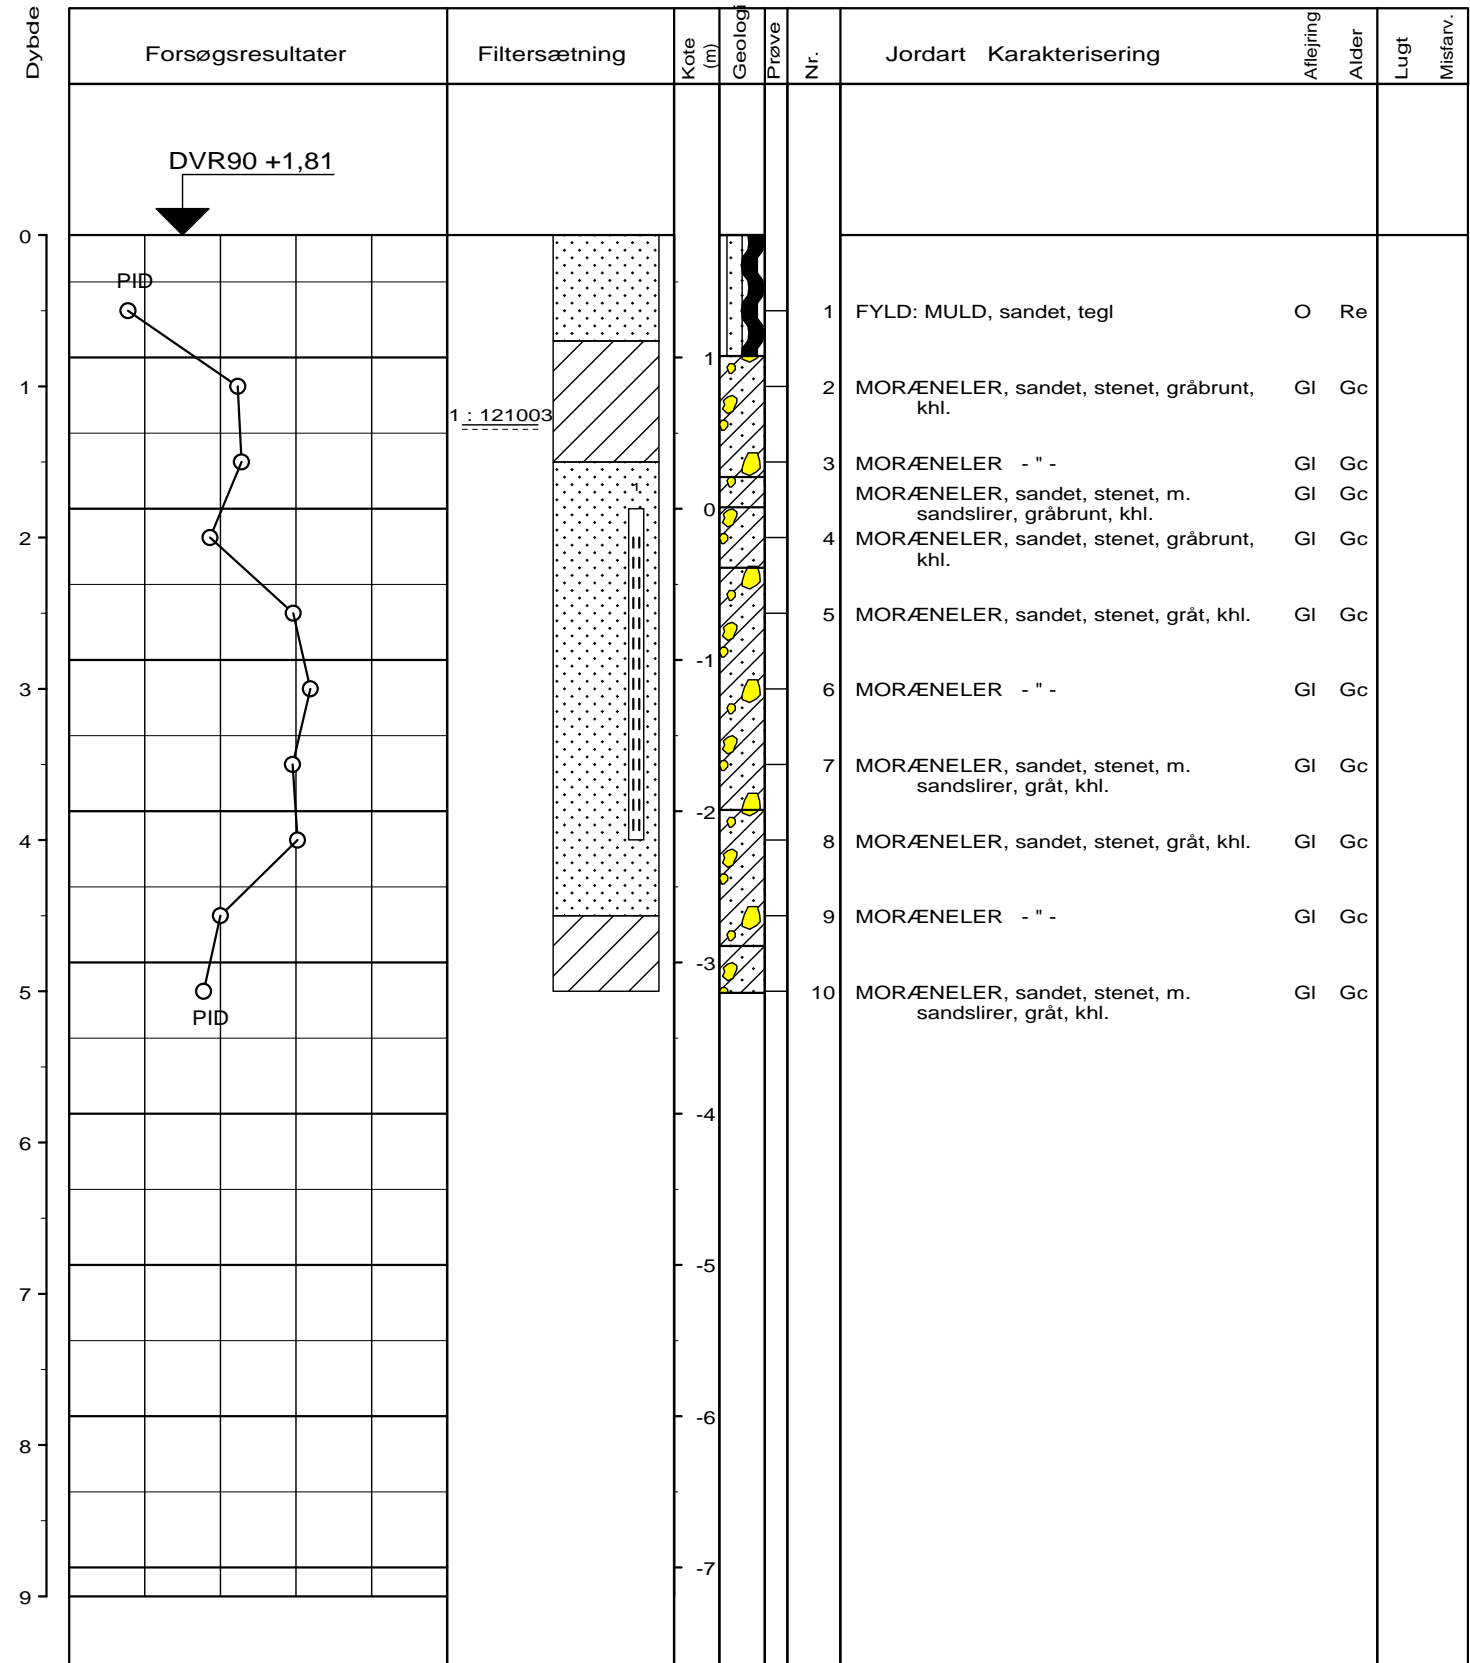 Dybde
Forsøgsresultater
Filtersætning
Kote
(m)
Geologi
Prøve
Nr.
Jordart Karakterisering
Aflejring
Alder
Lugt
Misfarv.
DVR90 +1,81
0
PID
1 FYLD: MULD, sandet, tegl O Re
1
1
2 MORÆNELER, sandet, stenet, gråbrunt, Gl Gc
khl.
1 : 121003
3 MORÆNELER - " - Gl Gc
1
MORÆNELER, sandet, stenet, m. Gl Gc
sandslirer, gråbrunt, khl.
0
2
4 MORÆNELER, sandet, stenet, gråbrunt, Gl Gc
khl.
5 MORÆNELER, sandet, stenet, gråt, khl. Gl Gc
-1
3
6 MORÆNELER - " - Gl Gc
7 MORÆNELER, sandet, stenet, m. Gl Gc
sandslirer, gråt, khl.
-2
4
8 MORÆNELER, sandet, stenet, gråt, khl. Gl Gc
9 MORÆNELER - " - Gl Gc
-3
5
10 MORÆNELER, sandet, stenet, m. Gl Gc
sandslirer, gråt, khl.
PID
-4
6
-5
7
-6
8
-7
9